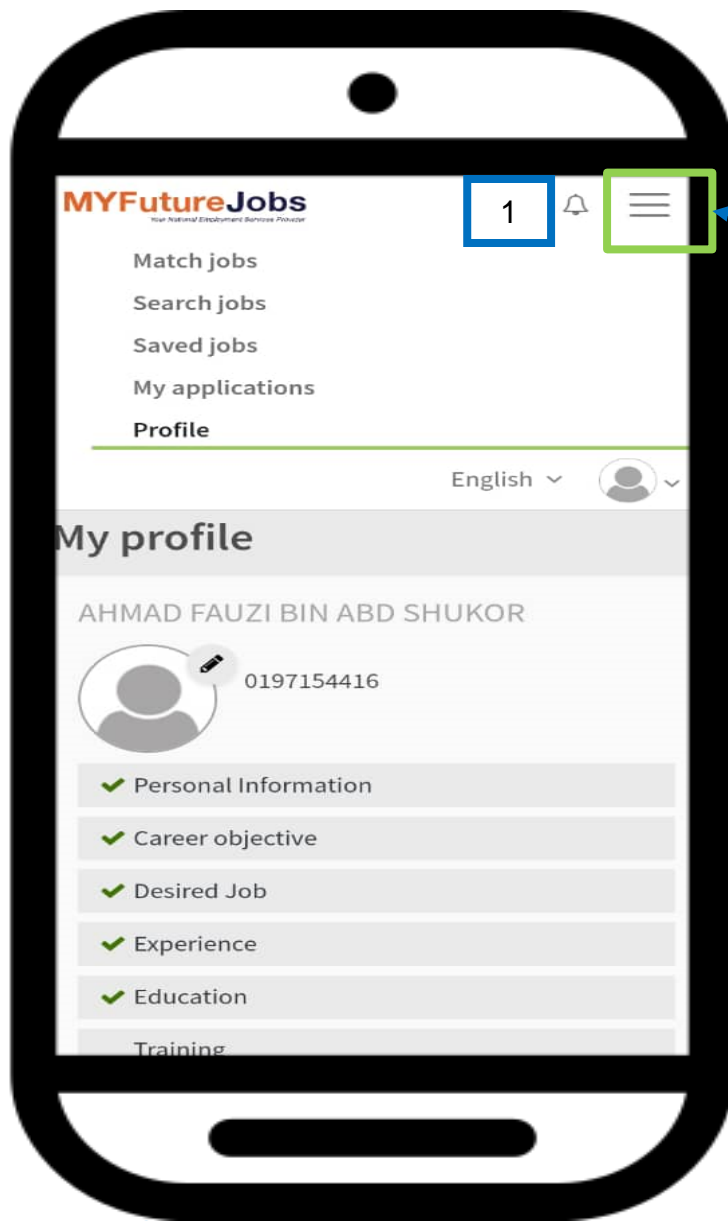 MYFutureJobs
Your National Employment Services Provider
1
Match jobs
Search jobs
Saved jobs
My applications
Profile
English
My profile
AHMAD FAUZI BIN ABD SHUKOR
0197154416
Personal Information
Career objective
Desired Job
Experience
Education
Training